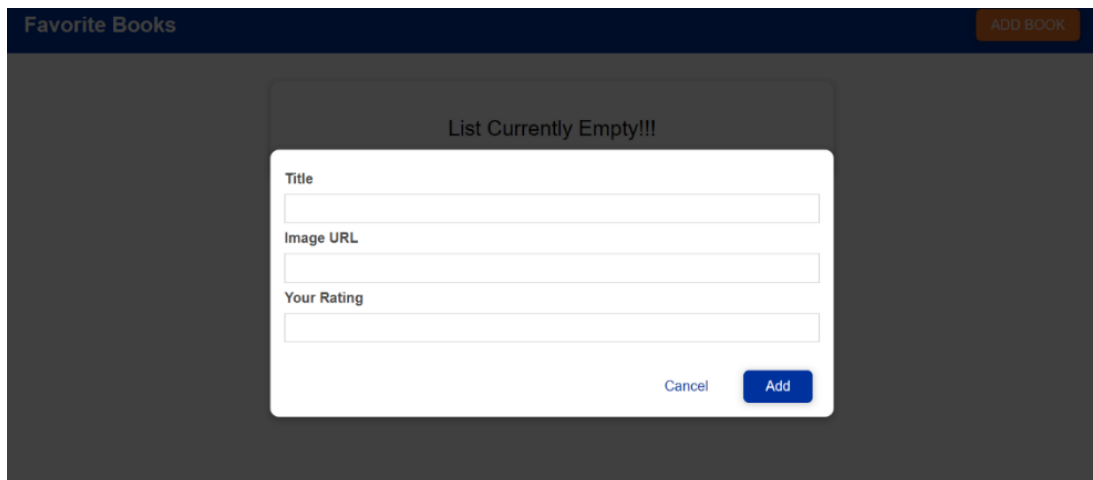 Favorite Books
ADD BOOK
List Currently Empty!!!
Title
Image URL
Your Rating
Cancel
Add